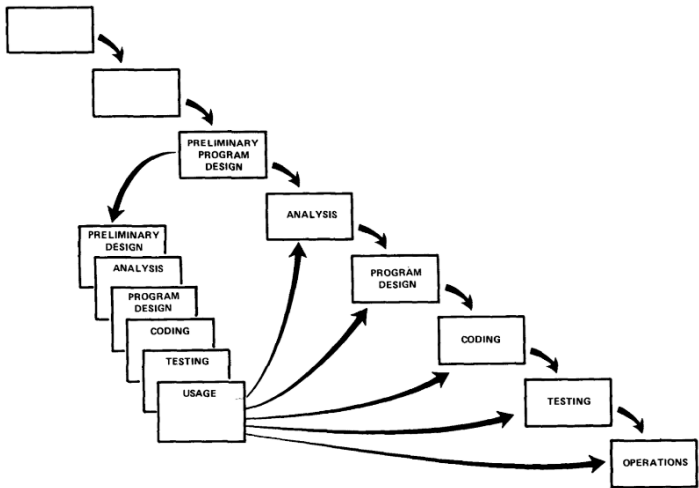 PRELIMINARY
PROGRAM
DESIGN
ANALYSIS
PROGRAM
DESIGN
CODING
TESTING
OPERATIONS
PRELIMINARY
DESIGN
ANALYSIS
PROGRAM
DESIGN
CODING
TESTING
USAGE